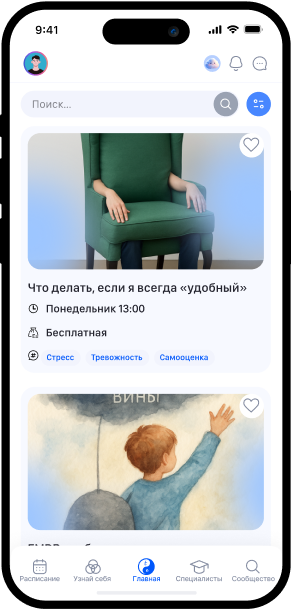 9:41
Поиск...
Что делать, если я всегда «удобный»
Понедельник 13:00
Бесплатная
Стресс Тревожность Самооценка
ВИНЫ
Расписание Узнай себя Главная Специалисты Сообщество